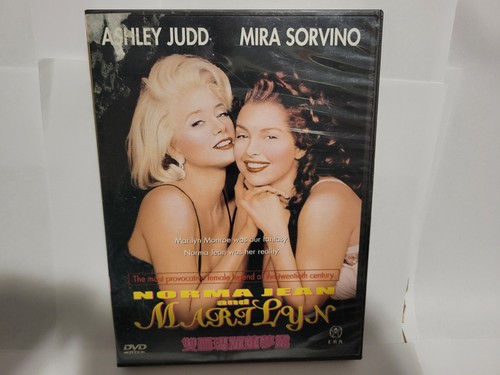 ASHLEY JUDD MIRA SORVINO
Marilyn Monroe was our fantasy
Norma Jean was her reality
The most provocative female legend of the twentieth century.
NORMA JEAN
and
MARILYN
DVD
ERA